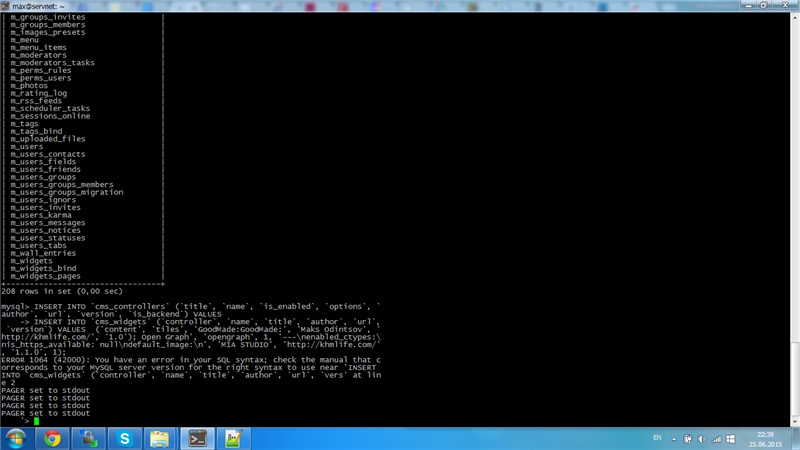 max@servnet: ~
| m_groups_invites |
| m_groups_members |
| m_images_presets |
| m_menu |
| m_menu_items |
| m_moderators |
| m_moderators_tasks |
| m_perms_rules |
| m_perms_users |
| m_photos |
| m_rating_log |
| m_rss_feeds |
| m_scheduler_tasks |
| m_sessions_online |
| m_tags |
| m_tags_bind |
| m_uploaded_files |
| m_users |
| m_users_contacts |
| m_users_fields |
| m_users_friends |
| m_users_groups |
| m_users_groups_members |
| m_users_groups_migration |
| m_users_ignors |
| m_users_invites |
| m_users_karma |
| m_users_messages |
| m_users_notices |
| m_users_statuses |
| m_users_tabs |
| m_wall_entries |
| m_widgets |
| m_widgets_bind |
| m_widgets_pages |
+---------------------------------+
208 rows in set (0,00 sec)
mysql> INSERT INTO `cms_controllers` (`title`, `name`, `is_enabled`, `options`, `
author`, `url`, `version`, `is_backend`) VALUES
-> INSERT INTO `cms_widgets` (`controller`, `name`, `title`, `author`, `url`,
`version`) VALUES ('content', 'tiles', 'GoodMade:GoodMade:', 'Maks Odintsov', '
http://khmlife.com/', '1.0'); Open Graph', 'opengraph', 1, '---\nenabled_ctypes:\
nis_https_available: null\ndefault_image:\n', 'MIA STUDIO', 'http://khmlife.com/'
, '1.1.0', 1);
ERROR 1064 (42000): You have an error in your SQL syntax; check the manual that c
orresponds to your MySQL server version for the right syntax to use near 'INSERT
INTO `cms_widgets` (`controller`, `name`, `title`, `author`, `url`, `vers' at lin
e 2
PAGER set to stdout
PAGER set to stdout
PAGER set to stdout
PAGER set to stdout
'>
EN
22:39
25.06.2015